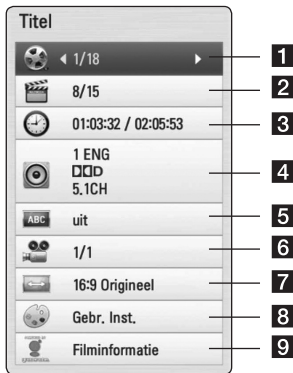 Titel
1/18 1
8/15 2
01:03:32 / 02:05:53 3
1 ENG
D
5.1CH 4
ABC uit 5
1/1 6
16:9 Origineel 7
Gebr. Inst. 8
Filminformatie 9